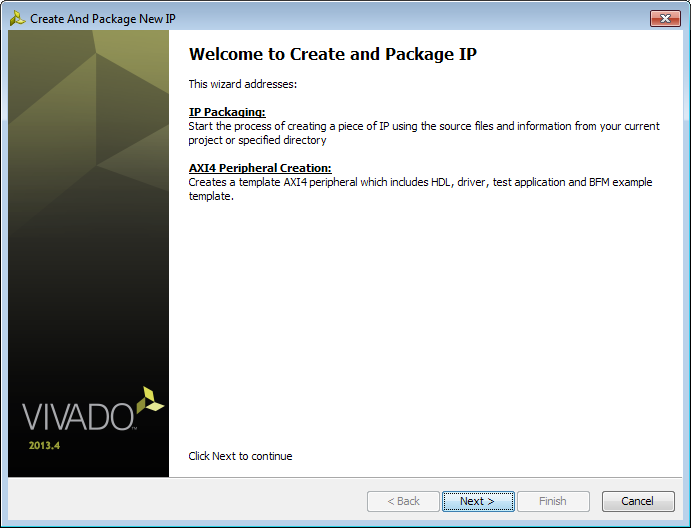 Create And Package New IP
Welcome to Create and Package IP
This wizard addresses:
IP Packaging:
Start the process of creating a piece of IP using the source files and information from your current
project or specified directory
AXI4 Peripheral Creation:
Creates a template AXI4 peripheral which includes HDL, driver, test application and BFM example
template.
VIVADO™
2013.4
Click Next to continue
< Back
Next >
Finish
Cancel